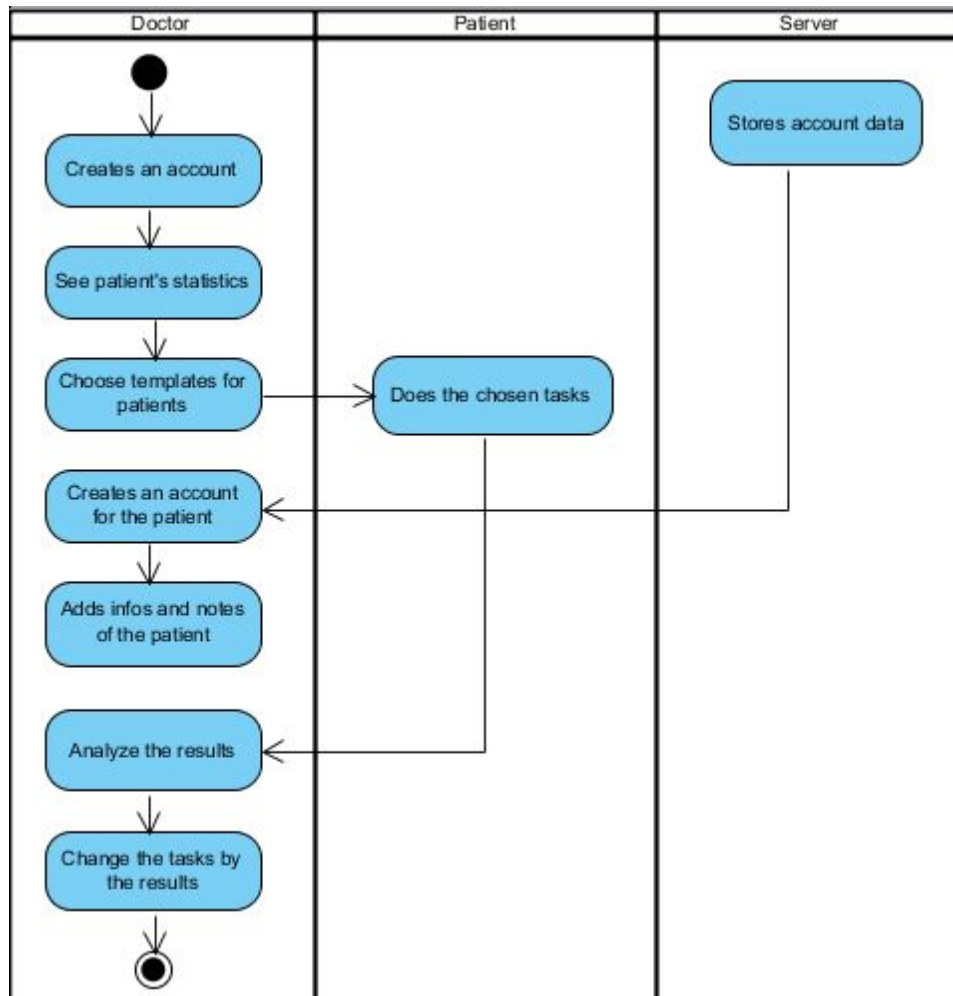 Doctor
Patient
Server
Stores account data
Creates an account
See patient's statistics
Choose templates for
patients
Does the chosen tasks
Creates an account
for the patient
Adds infos and notes
of the patient
Analyze the results
Change the tasks by
the results